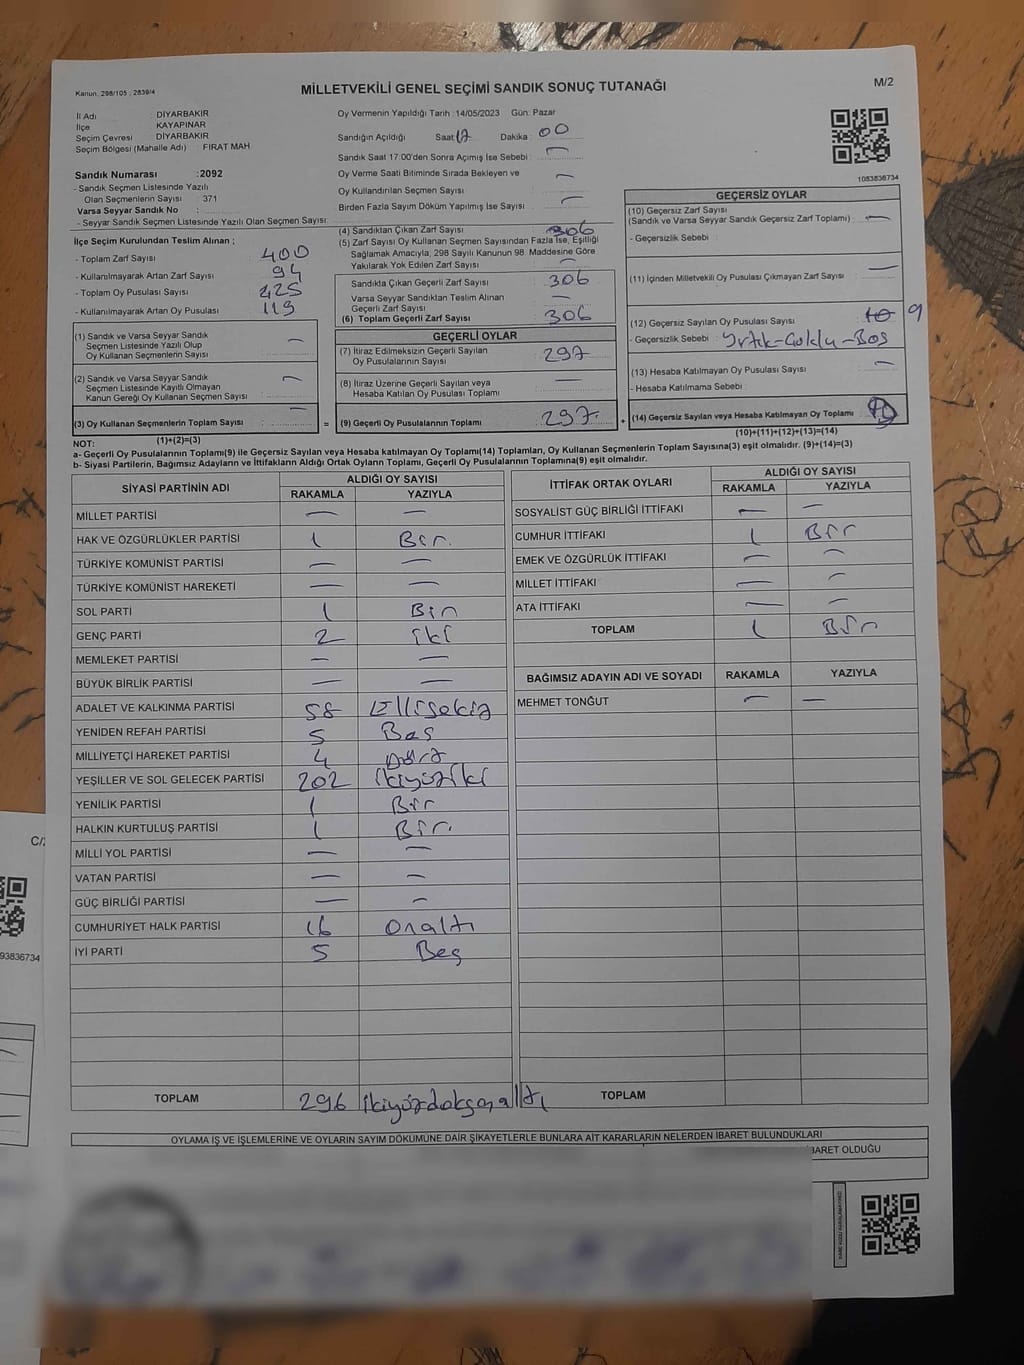 MİLLETVEKİLİ GENEL SEÇİMİ SANDIK SONUÇ TUTANAĞI
M/2
Kanun: 298/105 : 2839/4
İl Adı DİYARBAKIR
İlçe KAYAPINAR
Seçim Çevresi DİYARBAKIR
Seçim Bölgesi (Mahalle Adı) FIRAT MAH
Sandık Numarası :2092
- Sandık Seçmen Listesinde Yazılı
Olan Seçmenlerin Sayısı : 371
Varsa Seyyar Sandık No :
- Seyyar Sandık Seçmen Listesinde Yazılı Olan Seçmen Sayısı:
Oy Vermenin Yapıldığı Tarih :14/05/2023 Gün: Pazar
Sandığın Açıldığı Saat 17 Dakika 00
Sandık Saat 17:00'den Sonra Açımış İse Sebebi : —
Oy Verme Saati Bitiminde Sırada Bekleyen ve
Oy Kullandırılan Seçmen Sayısı : —
Birden Fazla Sayım Döküm Yapılmış İse Sayısı : —
1083836734
İlçe Seçim Kurulundan Teslim Alınan ;
- Toplam Zarf Sayısı : 400
- Kullanılmayarak Artan Zarf Sayısı : 94
- Toplam Oy Pusulası Sayısı : 425
- Kullanılmayarak Artan Oy Pusulası : 119
(4) Sandıktan Çıkan Zarf Sayısı 306
(5) Zarf Sayısı Oy Kullanan Seçmen Sayısından Fazla İse, Eşitliği
Sağlamak Amacıyla, 298 Sayılı Kanunun 98. Maddesine Göre
Yakılarak Yok Edilen Zarf Sayısı : —
Sandıkta Çıkan Geçerli Zarf Sayısı : 306
Varsa Seyyar Sandıktan Teslim Alınan
Geçerli Zarf Sayısı : —
(6) Toplam Geçerli Zarf Sayısı : 306
GEÇERSİZ OYLAR
(10) Geçersiz Zarf Sayısı
(Sandık ve Varsa Seyyar Sandık Geçersiz Zarf Toplamı) : —
- Geçersizlik Sebebi :
(11) İçinden Milletvekili Oy Pusulası Çıkmayan Zarf Sayısı : —
(12) Geçersiz Sayılan Oy Pusulası Sayısı : 10 9
- Geçersizlik Sebebi : Yırtık-Çoklu-Boş
(13) Hesaba Katılmayan Oy Pusulası Sayısı : —
- Hesaba Katılmama Sebebi :
(14) Geçersiz Sayılan veya Hesaba Katılmayan Oy Toplamı : 9
(10)+(11)+(12)+(13)=(14)
(1) Sandık ve Varsa Seyyar Sandık
Seçmen Listesinde Yazılı Olup
Oy Kullanan Seçmenlerin Sayısı : —
(2) Sandık ve Varsa Seyyar Sandık
Seçmen Listesinde Kayıtlı Olmayan
Kanun Gereği Oy Kullanan Seçmen Sayısı : —
(3) Oy Kullanan Seçmenlerin Toplam Sayısı : —
(1)+(2)=(3)
GEÇERLİ OYLAR
(7) İtiraz Edilmeksizin Geçerli Sayılan
Oy Pusulalarının Sayısı : 297
(8) İtiraz Üzerine Geçerli Sayılan veya
Hesaba Katılan Oy Pusulası Toplamı : —
= (9) Geçerli Oy Pusulalarının Toplamı : 297 +
NOT:
a- Geçerli Oy Pusulalarının Toplamı(9) ile Geçersiz Sayılan veya Hesaba katılmayan Oy Toplamı(14) Toplamları, Oy Kullanan Seçmenlerin Toplam Sayısına(3) eşit olmalıdır. (9)+(14)=(3)
b- Siyasi Partilerin, Bağımsız Adayların ve İttifakların Aldığı Ortak Oyların Toplamı, Geçerli Oy Pusulalarının Toplamına(9) eşit olmalıdır.
SİYASİ PARTİNİN ADI
ALDIĞI OY SAYISI
RAKAMLA YAZIYLA
MİLLET PARTİSİ — —
HAK VE ÖZGÜRLÜKLER PARTİSİ 1 Bir.
TÜRKİYE KOMÜNİST PARTİSİ — —
TÜRKİYE KOMÜNİST HAREKETİ — —
SOL PARTİ 1 Bir
GENÇ PARTİ 2 iki
MEMLEKET PARTİSİ — —
BÜYÜK BİRLİK PARTİSİ — —
ADALET VE KALKINMA PARTİSİ 58 Ellisekiz
YENİDEN REFAH PARTİSİ 5 Beş
MİLLİYETÇİ HAREKET PARTİSİ 4 Dört
YEŞİLLER VE SOL GELECEK PARTİSİ 202 ikiyüziki
YENİLİK PARTİSİ 1 Bir
HALKIN KURTULUŞ PARTİSİ 1 Bir.
MİLLİ YOL PARTİSİ — —
VATAN PARTİSİ — —
GÜÇ BİRLİĞİ PARTİSİ — —
CUMHURİYET HALK PARTİSİ 16 Onaltı
İYİ PARTİ 5 Beş
TOPLAM 296 ikiyüzdoksanaltı
İTTİFAK ORTAK OYLARI
ALDIĞI OY SAYISI
RAKAMLA YAZIYLA
SOSYALİST GÜÇ BİRLİĞİ İTTİFAKI — —
CUMHUR İTTİFAKI 1 Bir
EMEK VE ÖZGÜRLÜK İTTİFAKI — —
MİLLET İTTİFAKI — —
ATA İTTİFAKI — —
TOPLAM 1 Bir
BAĞIMSIZ ADAYIN ADI VE SOYADI RAKAMLA YAZIYLA
MEHMET TONĞUT — —
TOPLAM
OYLAMA İŞ VE İŞLEMLERİNE VE OYLARIN SAYIM DÖKÜMÜNE DAİR ŞİKAYETLERLE BUNLARA AİT KARARLARIN NELERDEN İBARET BULUNDUKLARI
BARET OLDUĞU
C/2
93836734